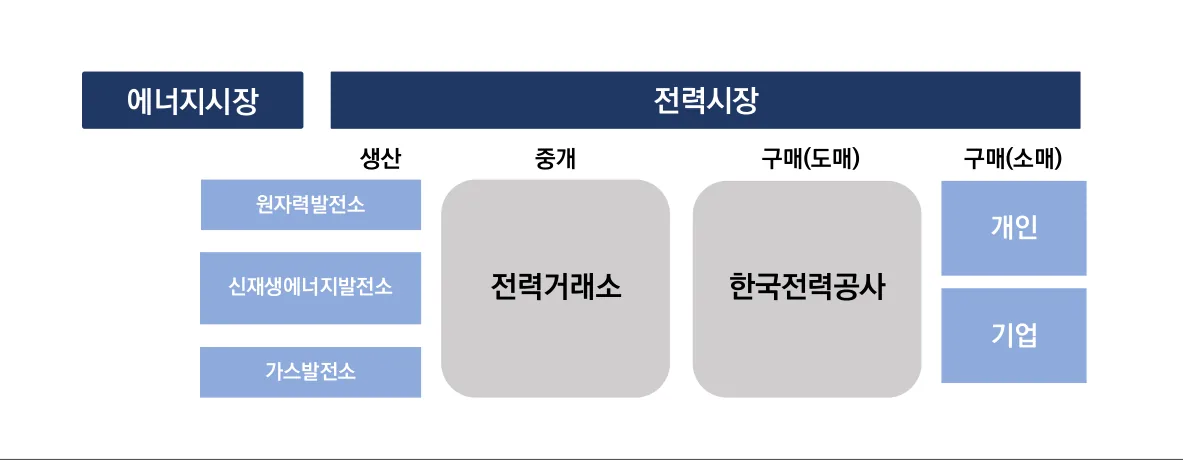 에너지시장
전력시장
생산
중개
구매(도매)
구매(소매)
원자력발전소
신재생에너지발전소
가스발전소
전력거래소
한국전력공사
개인
기업